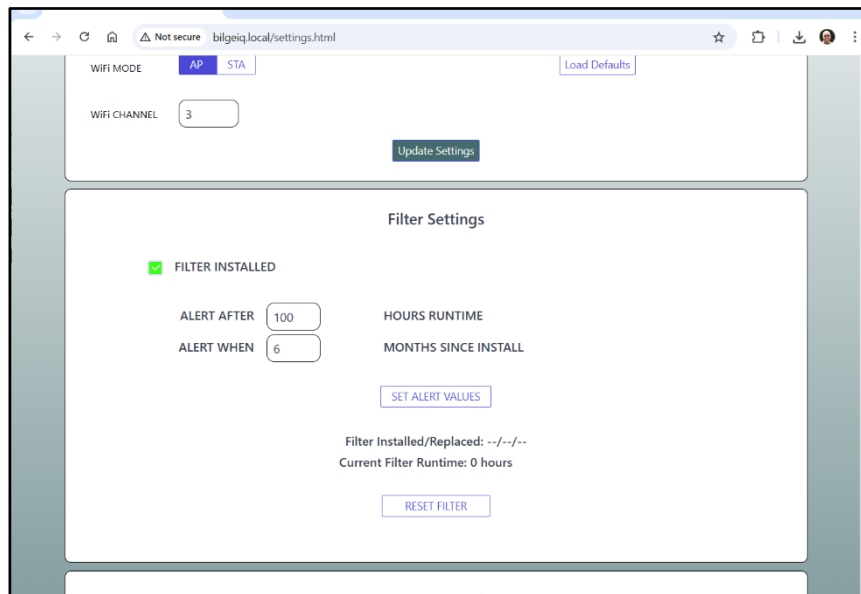 Not secure bilgeiq.local/settings.html
WiFi MODE AP STA Load Defaults
WiFi CHANNEL 3
Update Settings
Filter Settings
FILTER INSTALLED
ALERT AFTER 100 HOURS RUNTIME
ALERT WHEN 6 MONTHS SINCE INSTALL
SET ALERT VALUES
Filter Installed/Replaced: --/--/--
Current Filter Runtime: 0 hours
RESET FILTER